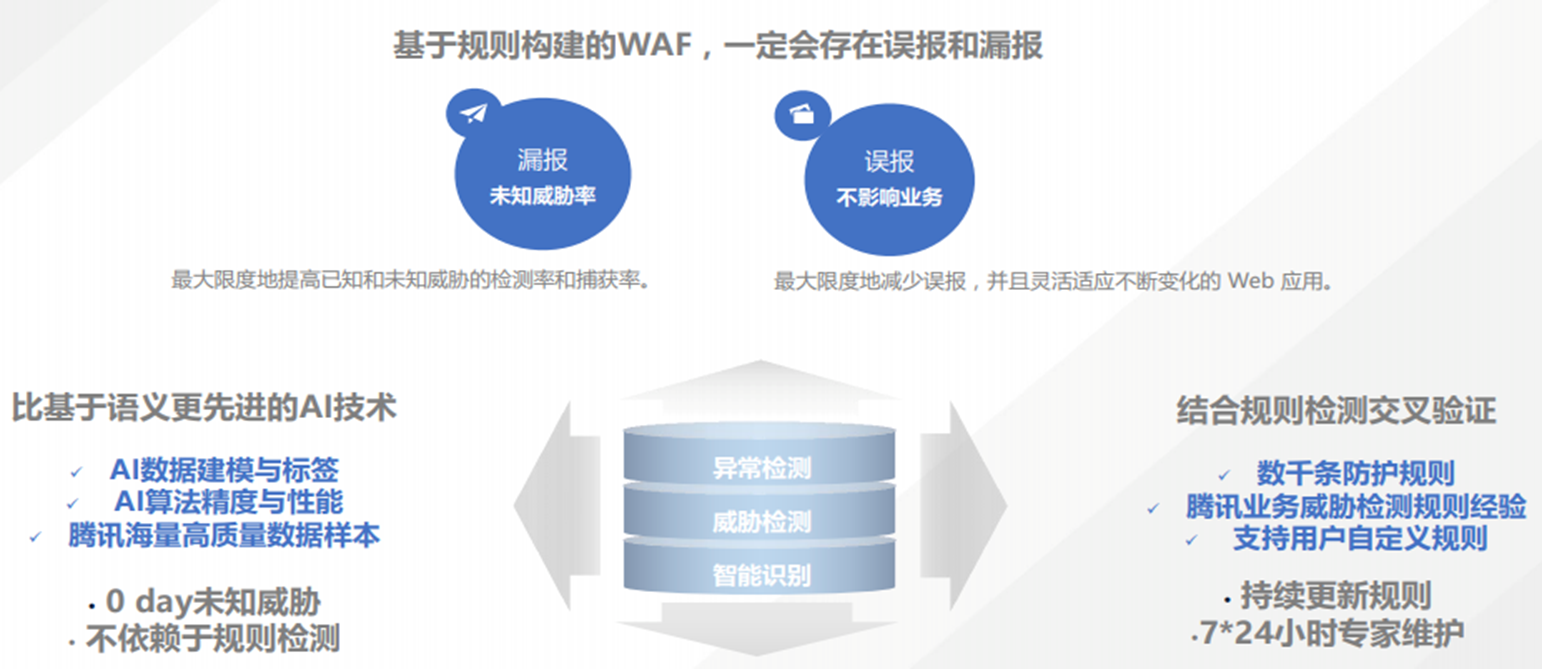 基于规则构建的WAF，一定会存在误报和漏报
漏报
未知威胁率
误报
不影响业务
最大限度地提高已知和未知威胁的检测率和捕获率。
最大限度地减少误报，并且灵活适应不断变化的 Web 应用。
比基于语义更先进的AI技术
✓ AI数据建模与标签
✓ AI算法精度与性能
✓ 腾讯海量高质量数据样本
· 0 day未知威胁
· 不依赖于规则检测
异常检测
威胁检测
智能识别
结合规则检测交叉验证
✓ 数千条防护规则
✓ 腾讯业务威胁检测规则经验
✓ 支持用户自定义规则
· 持续更新规则
·7*24小时专家维护